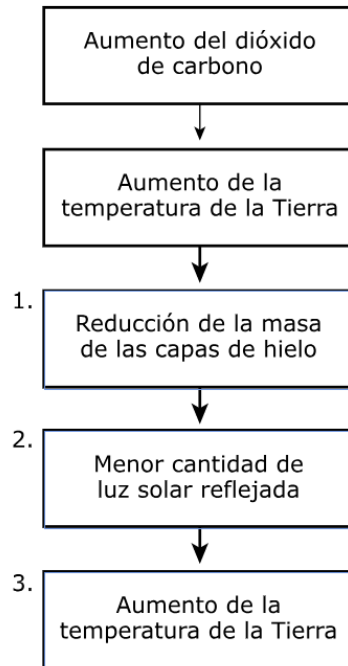 Aumento del dióxido
de carbono
Aumento de la
temperatura de la Tierra
1.
Reducción de la masa
de las capas de hielo
2.
Menor cantidad de
luz solar reflejada
3.
Aumento de la
temperatura de la Tierra